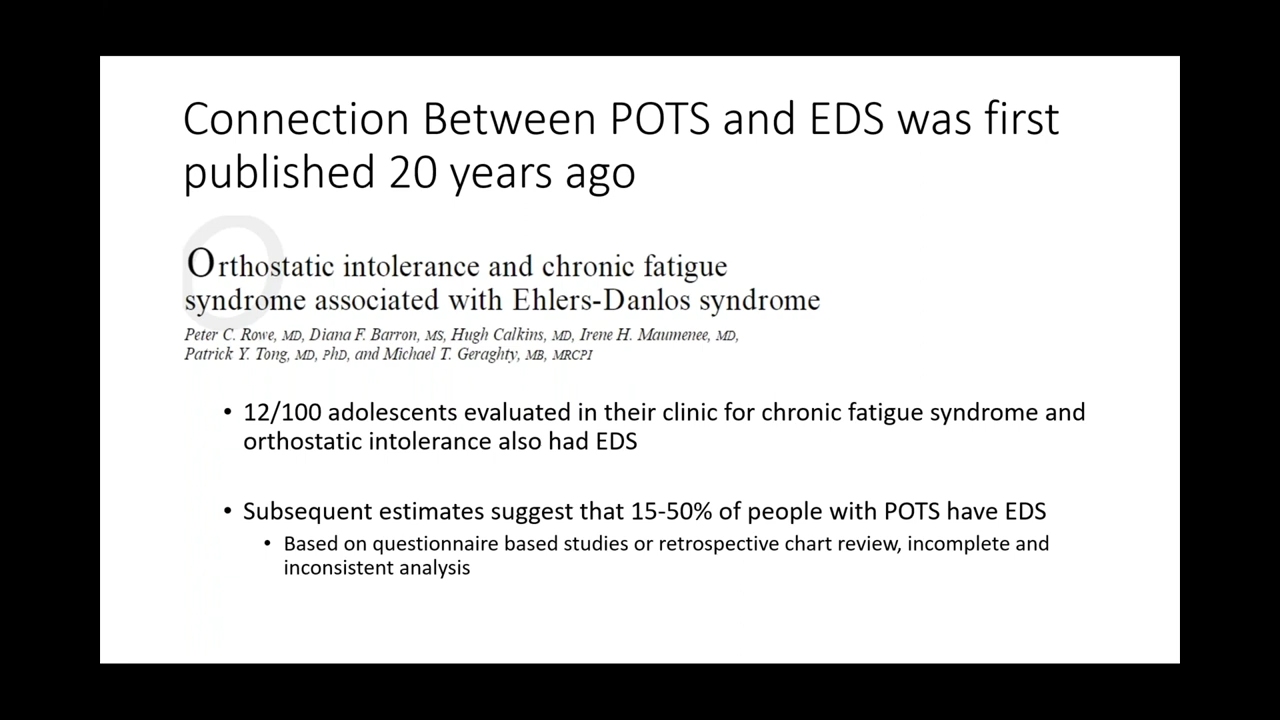 Connection Between POTS and EDS was first
published 20 years ago
Orthostatic intolerance and chronic fatigue
syndrome associated with Ehlers-Danlos syndrome
Peter C. Rowe, MD, Diana F. Barron, MS, Hugh Calkins, MD, Irene H. Maumenee, MD,
Patrick Y. Tong, MD, PhD, and Michael T. Geraghty, MB, MRCPI
• 12/100 adolescents evaluated in their clinic for chronic fatigue syndrome and
orthostatic intolerance also had EDS
• Subsequent estimates suggest that 15-50% of people with POTS have EDS
• Based on questionnaire based studies or retrospective chart review, incomplete and
inconsistent analysis